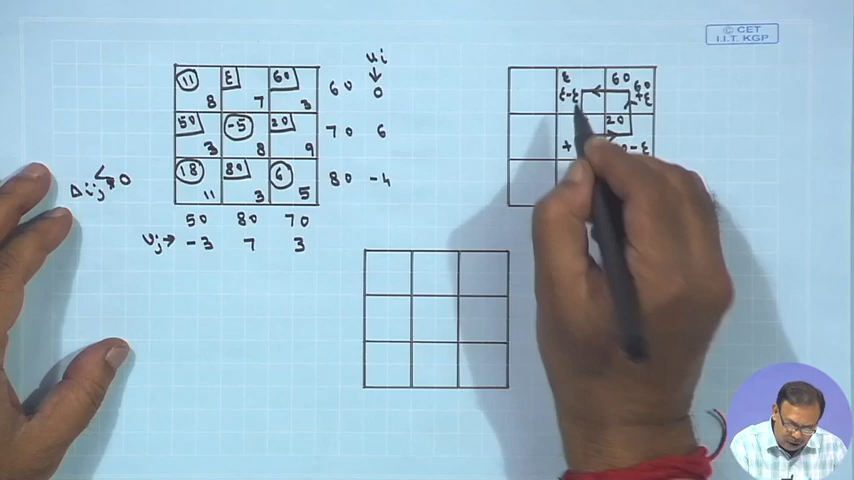 © CET
I.I.T. KGP
ui
11 ε 60 60 0
8 7 3
50 -5 20 70 6
3 8 9
18 80 6 80 -4
11 3 5
Δij < 0
50 80 70
vj → -3 7 3
ε 60
ε-ε 60+ε
20
+ -ε